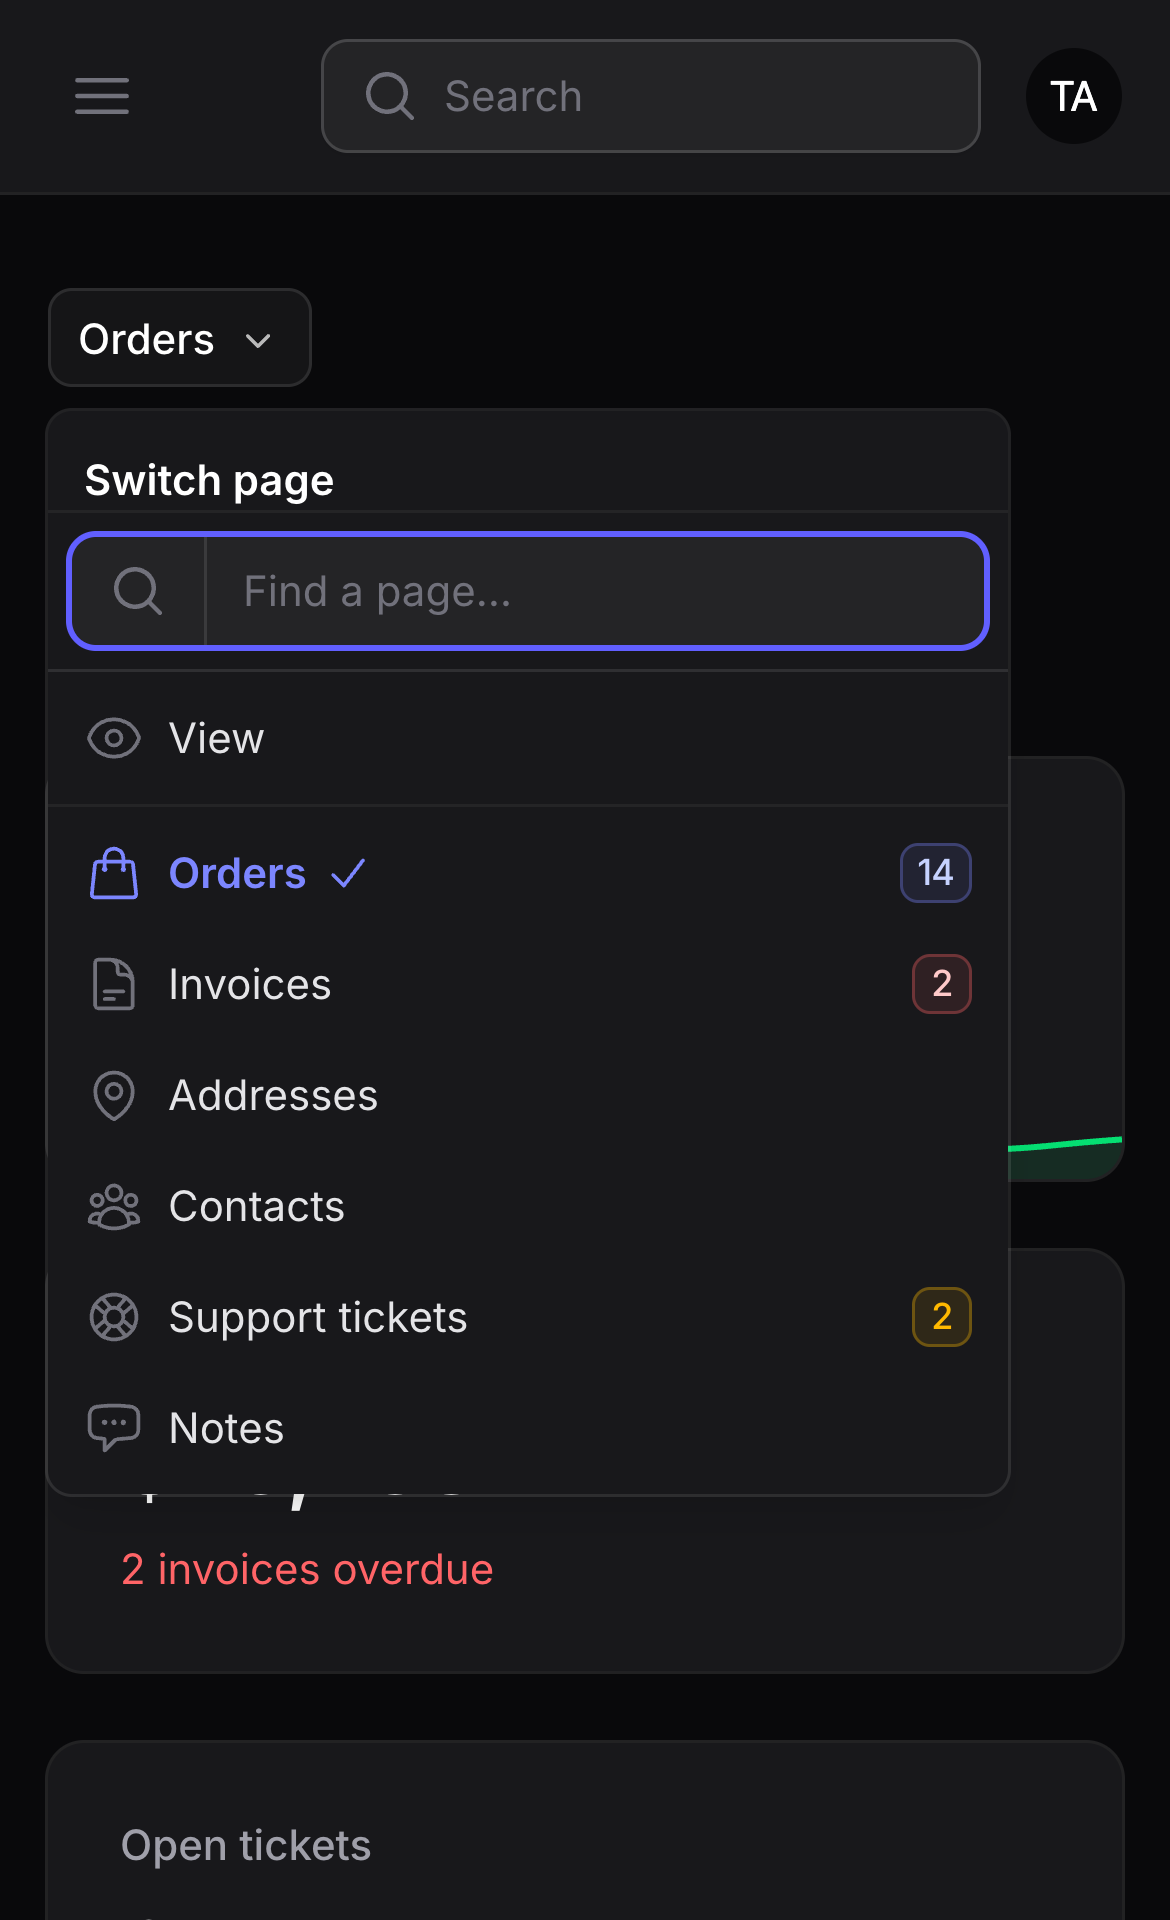 Search
TA
Orders
Switch page
Find a page...
View
Orders
14
Invoices
2
Addresses
Contacts
Support tickets
2
Notes
2 invoices overdue
Open tickets